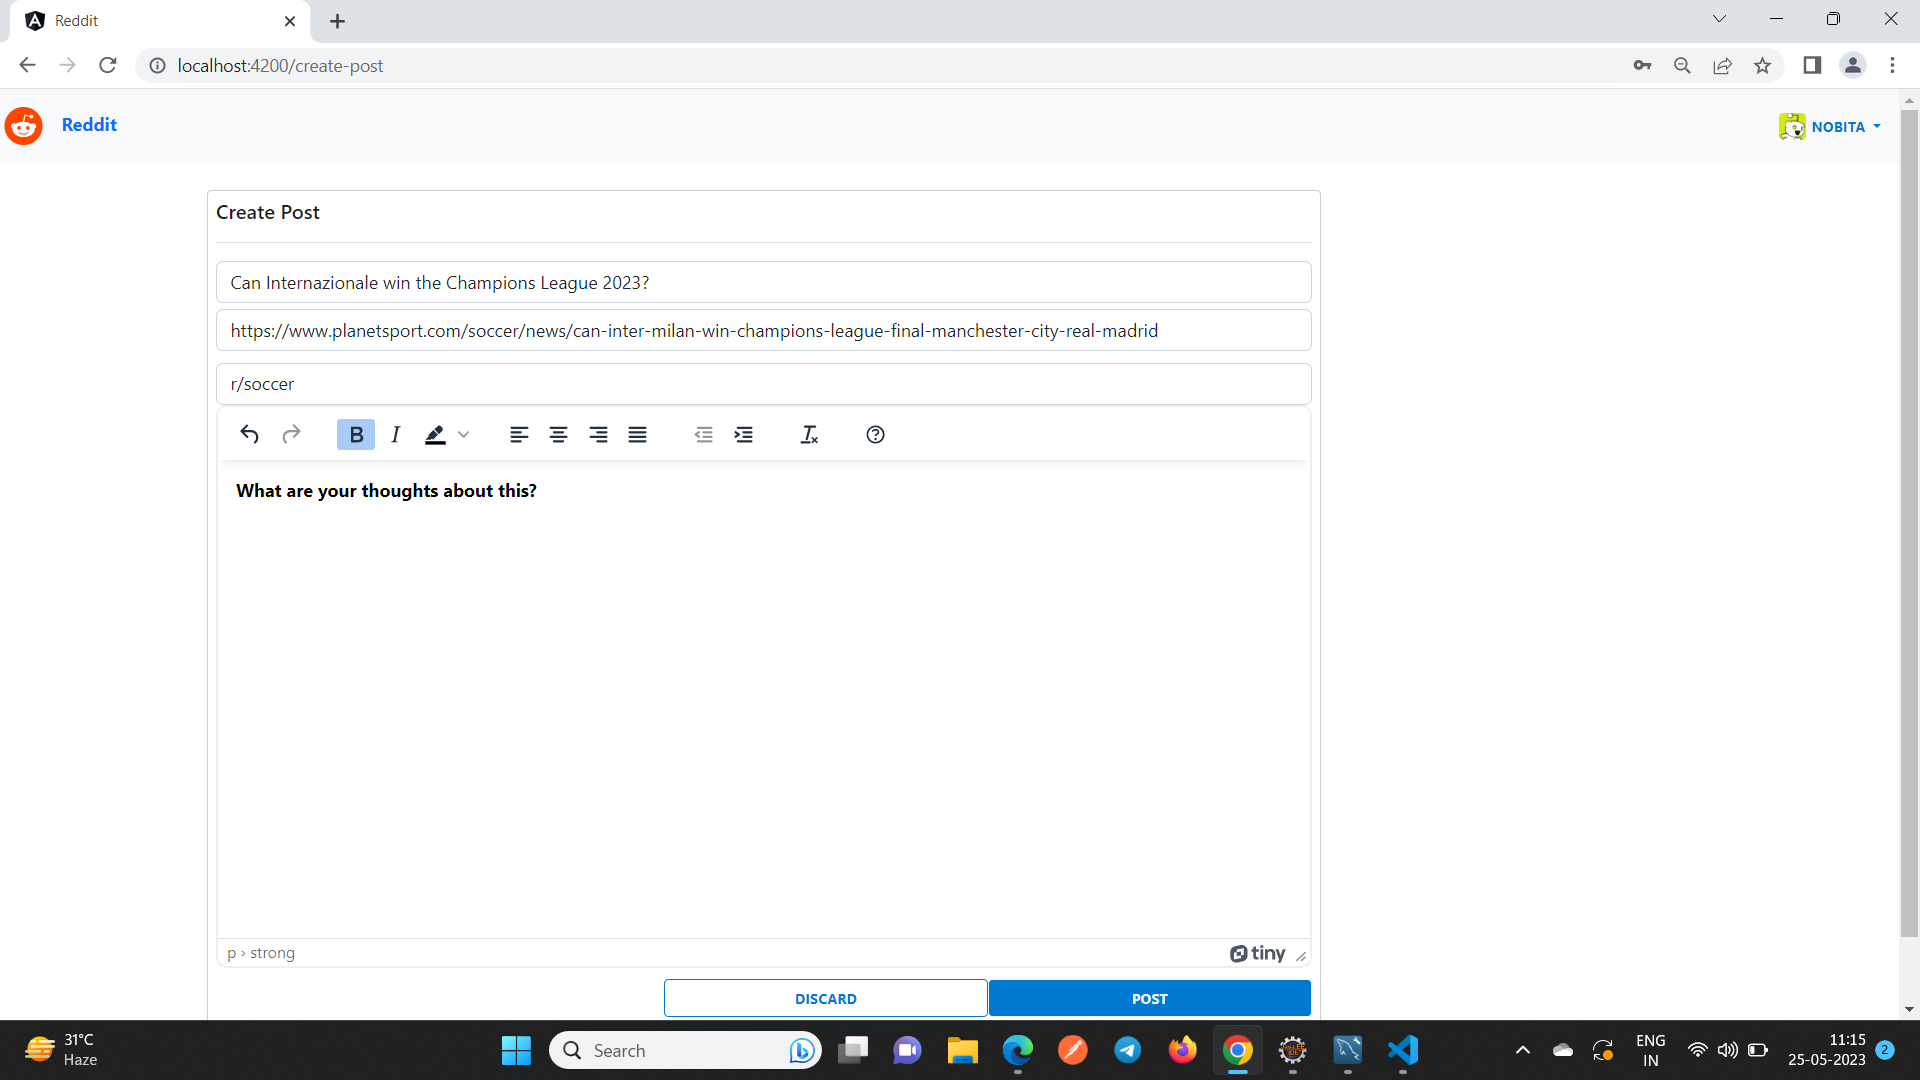 Reddit
localhost:4200/create-post
Reddit
NOBITA
Create Post
Can Internazionale win the Champions League 2023?
https://www.planetsport.com/soccer/news/can-inter-milan-win-champions-league-final-manchester-city-real-madrid
r/soccer
B I
What are your thoughts about this?
p › strong
tiny
DISCARD
POST
31°C
Haze
Search
ENG
IN
11:15
25-05-2023
2